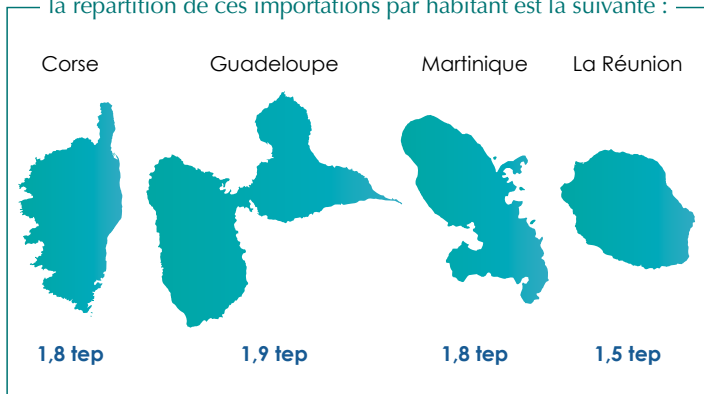 la répartition de ces importations par habitant est la suivante :
Corse Guadeloupe Martinique La Réunion
1,8 tep 1,9 tep 1,8 tep 1,5 tep